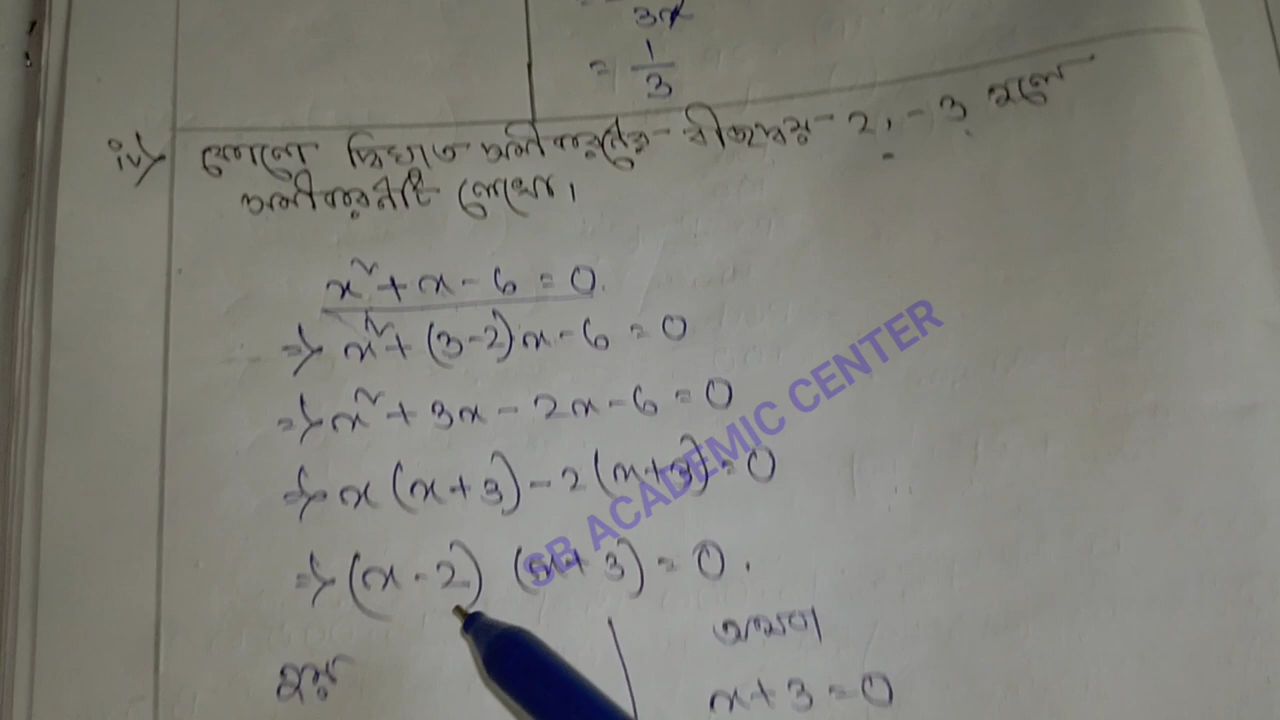 3x
= 1/3
iv) কোনো দ্বিঘাত সমীকরণের বীজদ্বয় 2, -3 হলে
সমীকরণটি লেখো।
x² + x - 6 = 0.
=> x² + (3-2)x - 6 = 0
=> x² + 3x - 2x - 6 = 0
=> x (x+3) - 2 (x+3) = 0
=> (x - 2) (x + 3) = 0.
হয় অথবা
x + 3 = 0
SB ACADEMIC CENTER